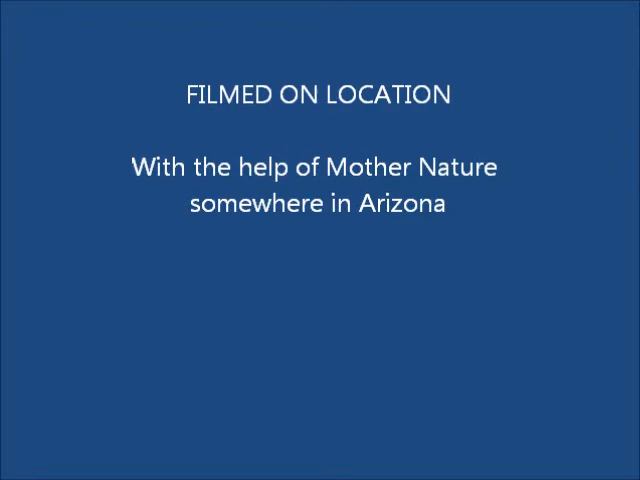 FILMED ON LOCATION
With the help of Mother Nature
somewhere in Arizona